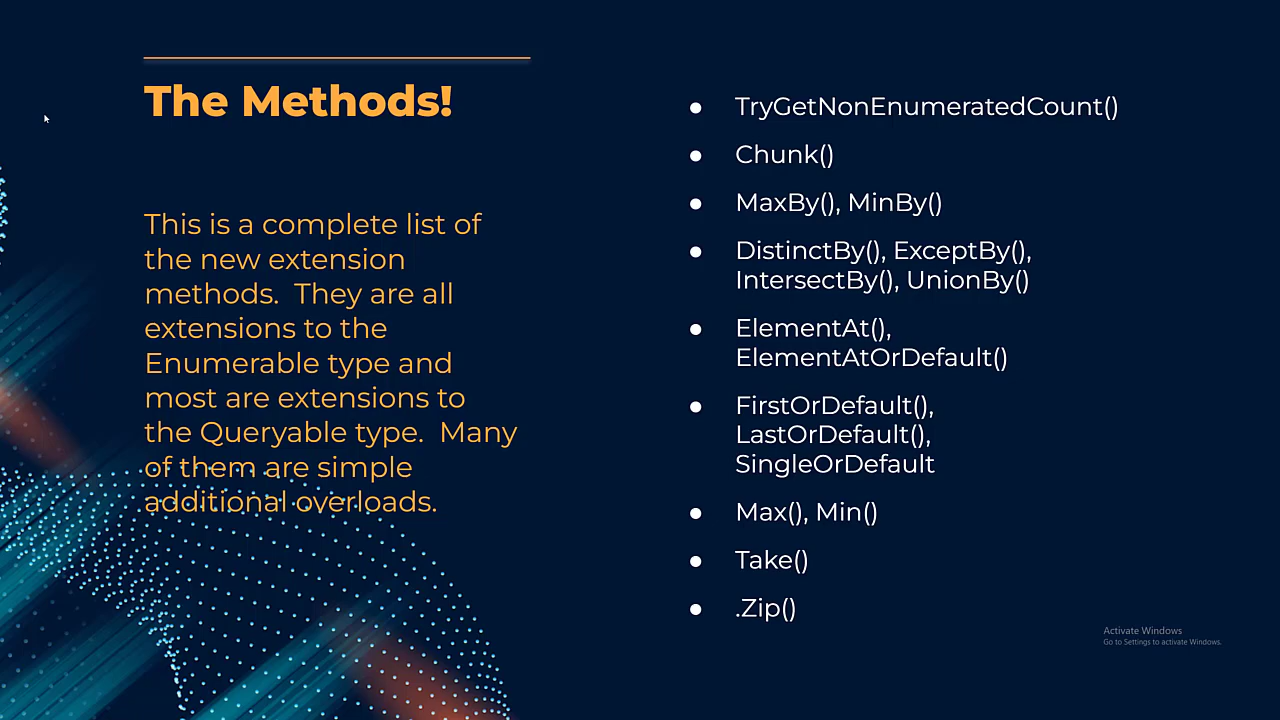 The Methods!
This is a complete list of
the new extension
methods.  They are all
extensions to the
Enumerable type and
most are extensions to
the Queryable type.  Many
of them are simple
additional overloads.
● TryGetNonEnumeratedCount()
● Chunk()
● MaxBy(), MinBy()
● DistinctBy(), ExceptBy(),
IntersectBy(), UnionBy()
● ElementAt(),
ElementAtOrDefault()
● FirstOrDefault(),
LastOrDefault(),
SingleOrDefault
● Max(), Min()
● Take()
● .Zip()
Activate Windows
Go to Settings to activate Windows.